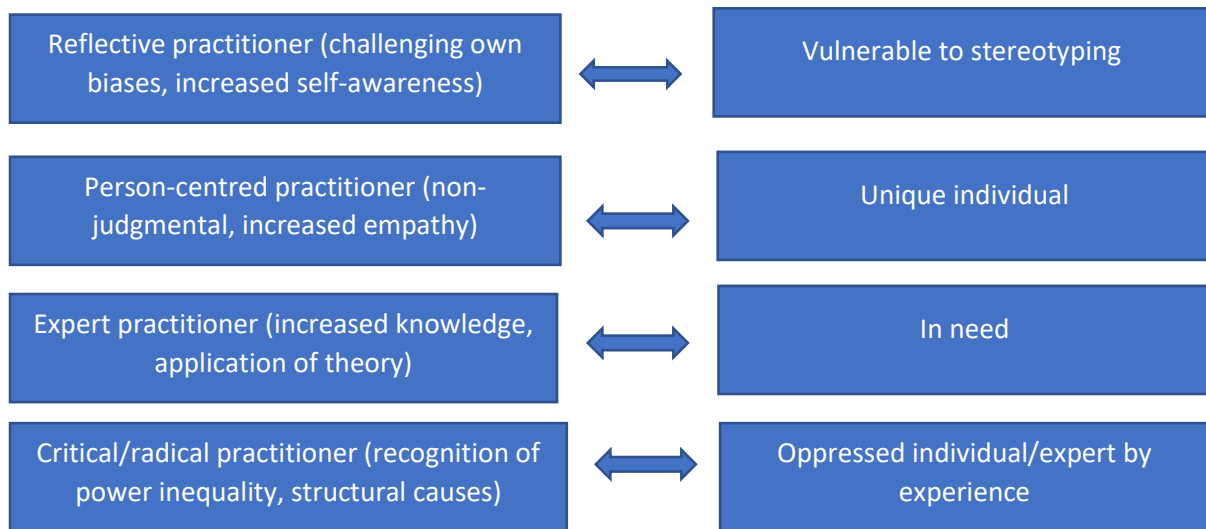 Reflective practitioner (challenging own
biases, increased self-awareness)
Vulnerable to stereotyping
Person-centred practitioner (non-
judgmental, increased empathy)
Unique individual
Expert practitioner (increased knowledge,
application of theory)
In need
Critical/radical practitioner (recognition of
power inequality, structural causes)
Oppressed individual/expert by
experience